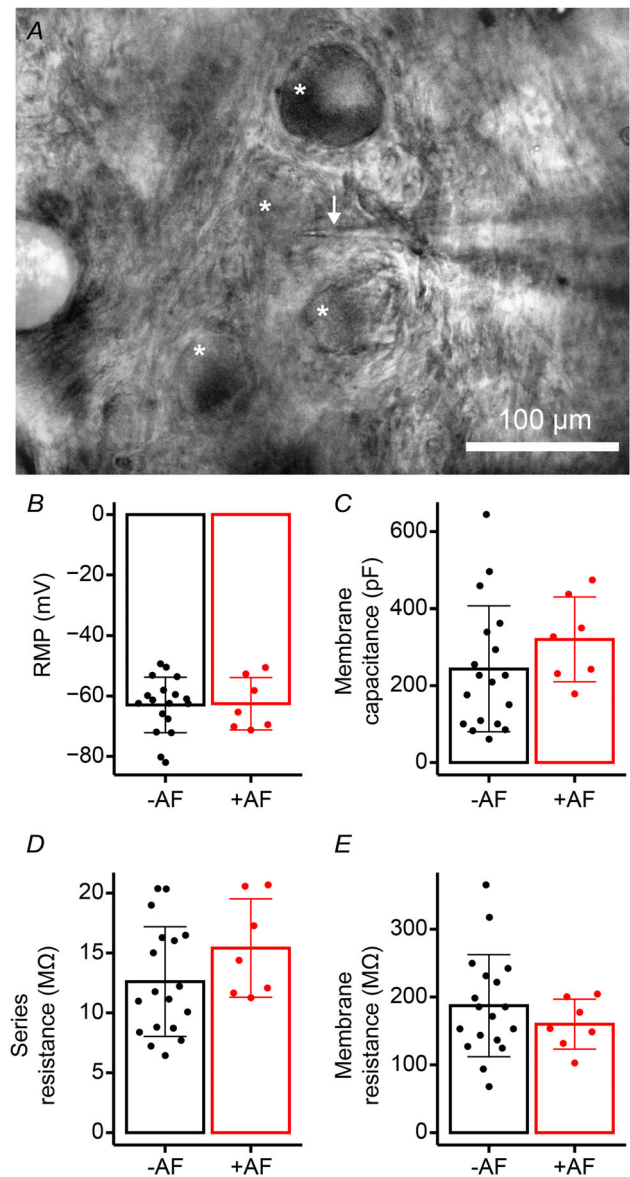 A
100 µm
B
C
RMP (mV)
0
−20
−40
−60
−80
-AF
+AF
Membrane
capacitance (pF)
600
400
200
0
-AF
+AF
D
E
Series
resistance (MΩ)
20
15
10
5
0
-AF
+AF
Membrane
resistance (MΩ)
300
200
100
0
-AF
+AF